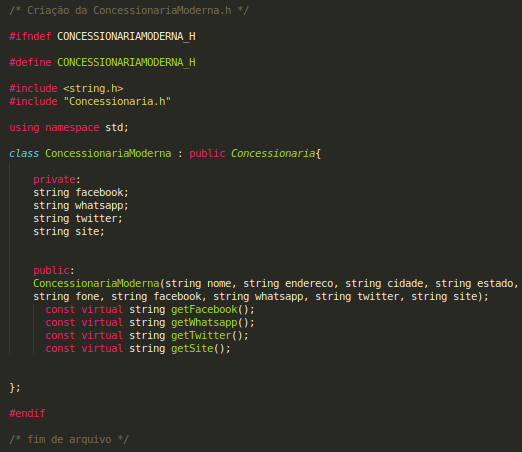 /* Criação da ConcessionariaModerna.h */
#ifndef CONCESSIONARIAMODERNA_H
#define CONCESSIONARIAMODERNA_H
#include <string.h>
#include "Concessionaria.h"
using namespace std;
class ConcessionariaModerna : public Concessionaria{
private:
string facebook;
string whatsapp;
string twitter;
string site;
public:
ConcessionariaModerna(string nome, string endereco, string cidade, string estado,
string fone, string facebook, string whatsapp, string twitter, string site);
const virtual string getFacebook();
const virtual string getWhatsapp();
const virtual string getTwitter();
const virtual string getSite();
};
#endif
/* fim de arquivo */